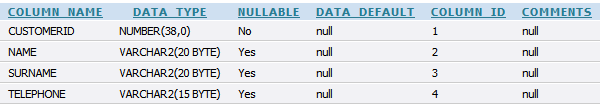 COLUMN_NAME DATA_TYPE NULLABLE DATA_DEFAULT COLUMN_ID COMMENTS
CUSTOMERID NUMBER(38,0) No null 1 null
NAME VARCHAR2(20 BYTE) Yes null 2 null
SURNAME VARCHAR2(20 BYTE) Yes null 3 null
TELEPHONE VARCHAR2(15 BYTE) Yes null 4 null